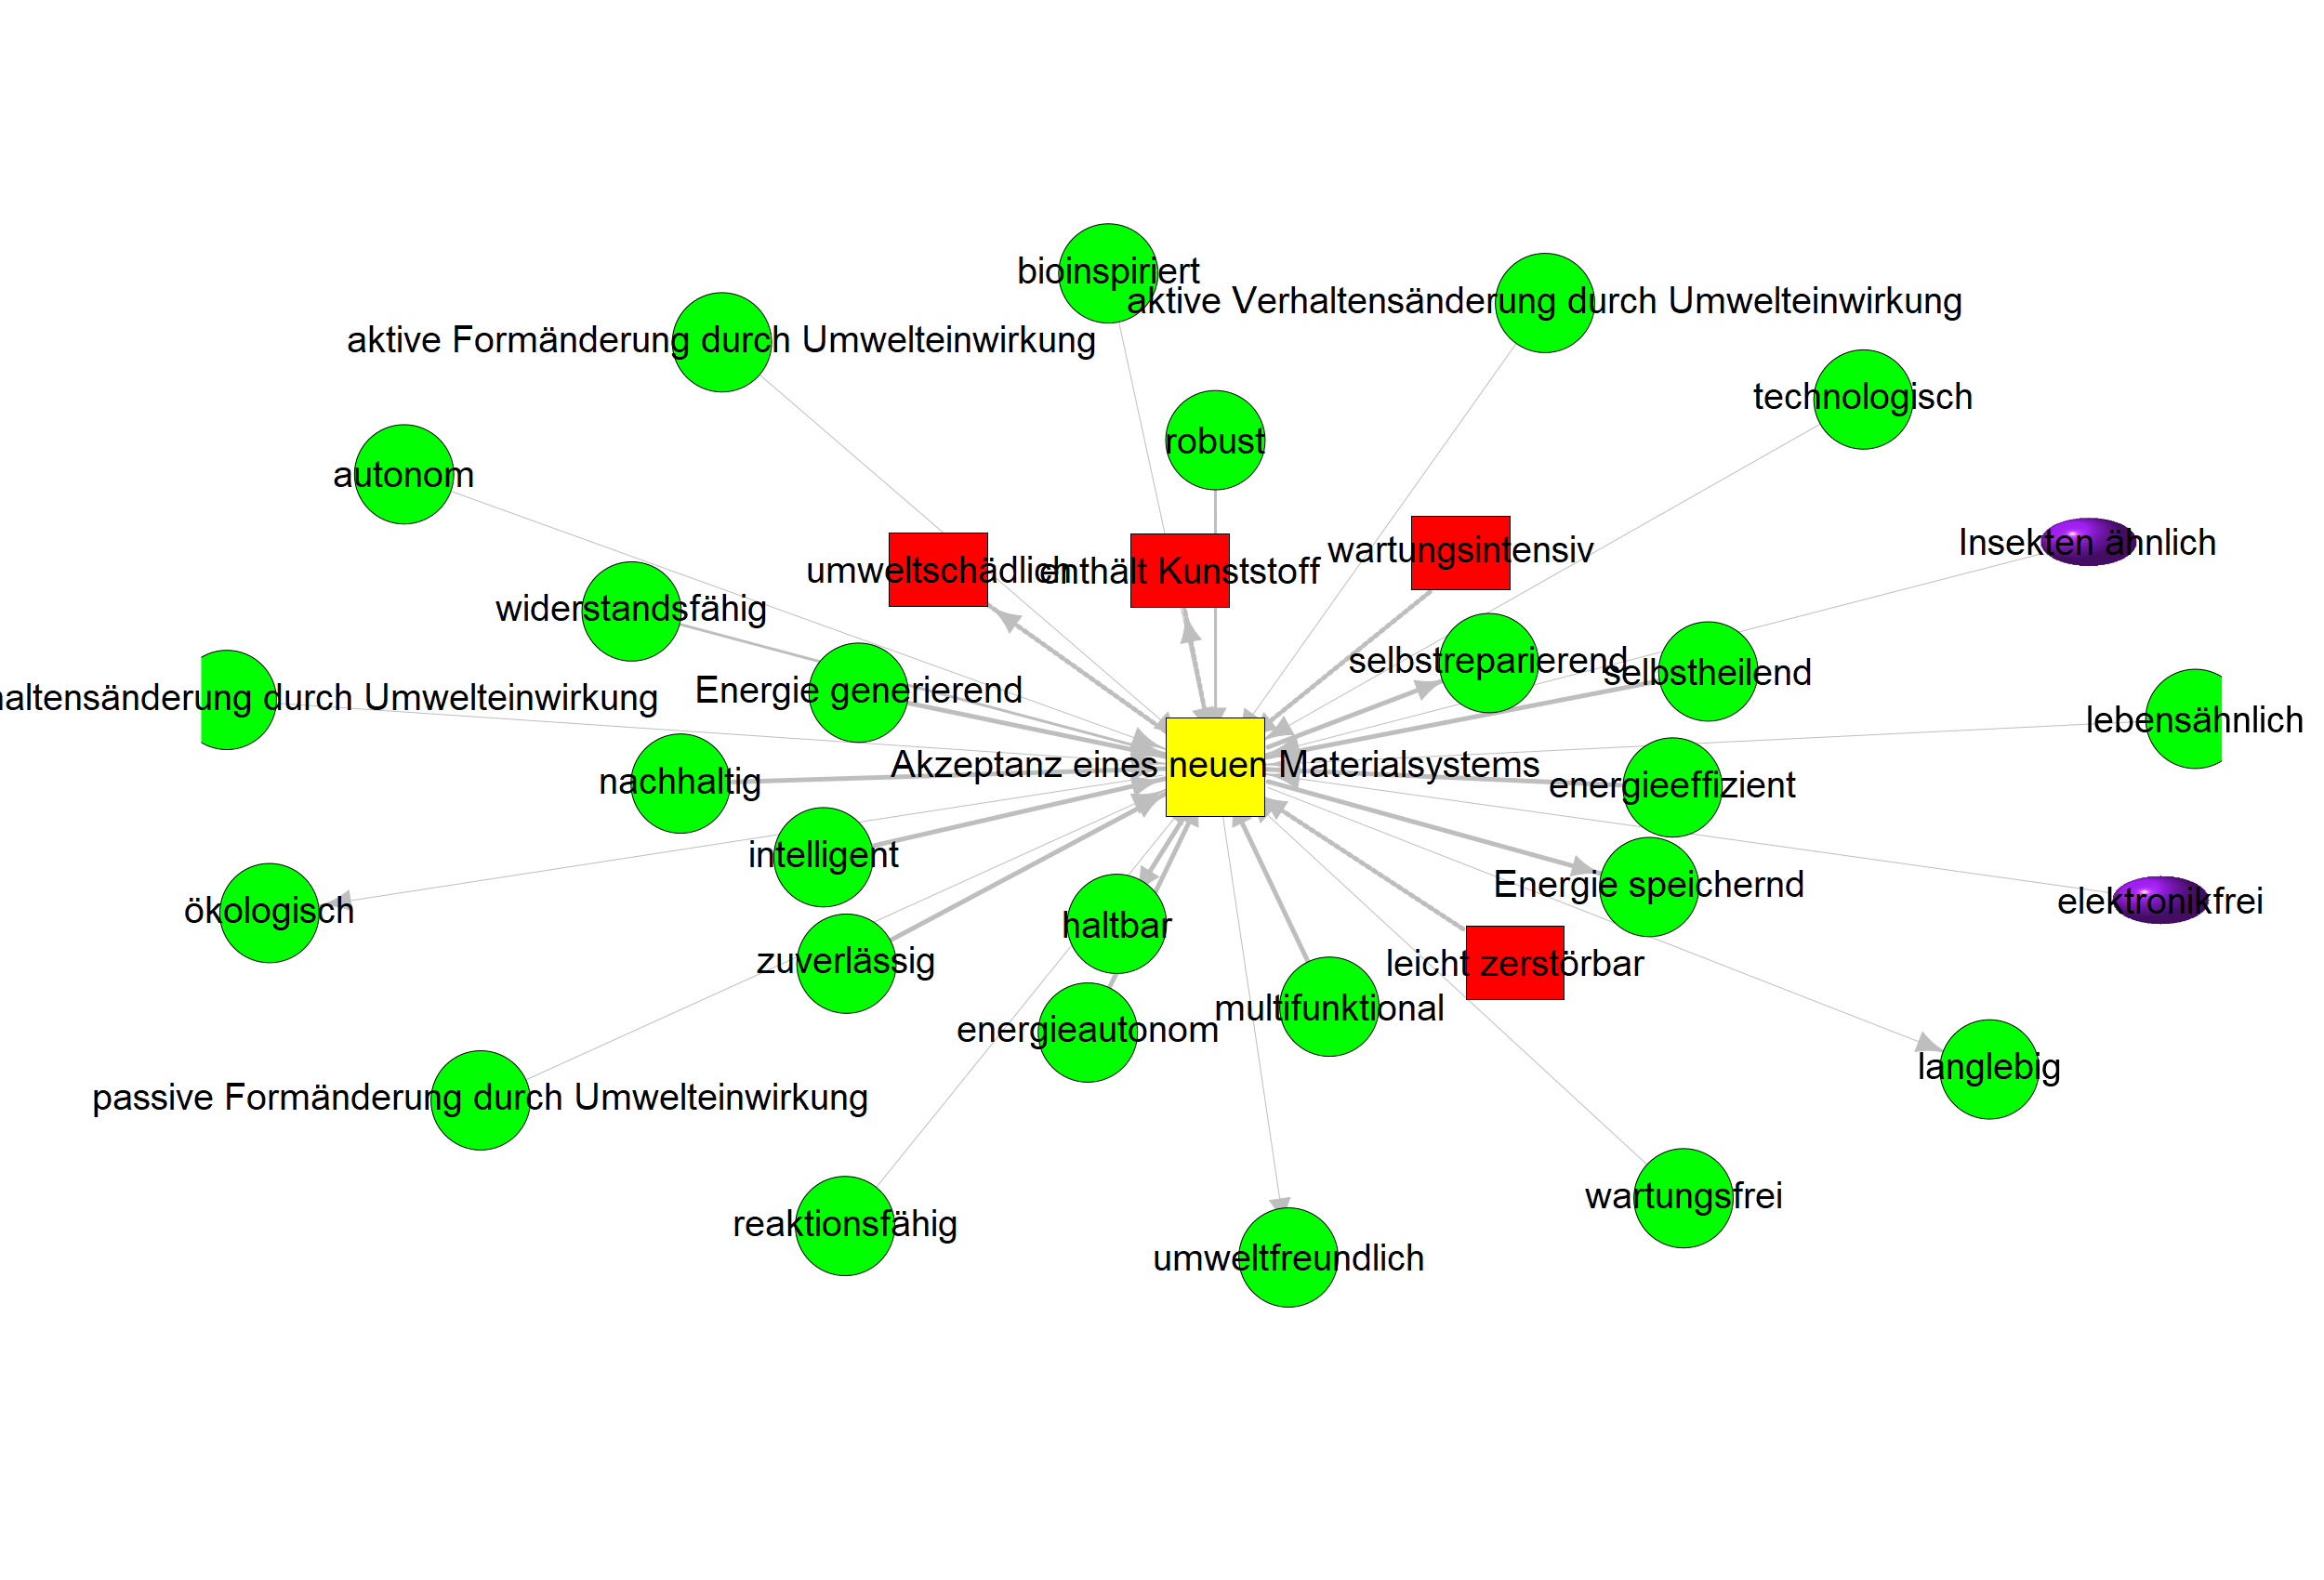 bioinspiriert
aktive Verhaltensänderung durch Umwelteinwirkung
aktive Formänderung durch Umwelteinwirkung
technologisch
robust
autonom
Insekten ähnlich
wartungsintensiv
umweltschädlich
enthält Kunststoff
widerstandsfähig
selbstreparierend
selbstheilend
Energie generierend
haltensänderung durch Umwelteinwirkung
lebensähnlich
Akzeptanz eines neuen Materialsystems
nachhaltig
energieeffizient
intelligent
Energie speichernd
elektronikfrei
ökologisch
haltbar
zuverlässig
leicht zerstörbar
multifunktional
energieautonom
langlebig
passive Formänderung durch Umwelteinwirkung
wartungsfrei
reaktionsfähig
umweltfreundlich